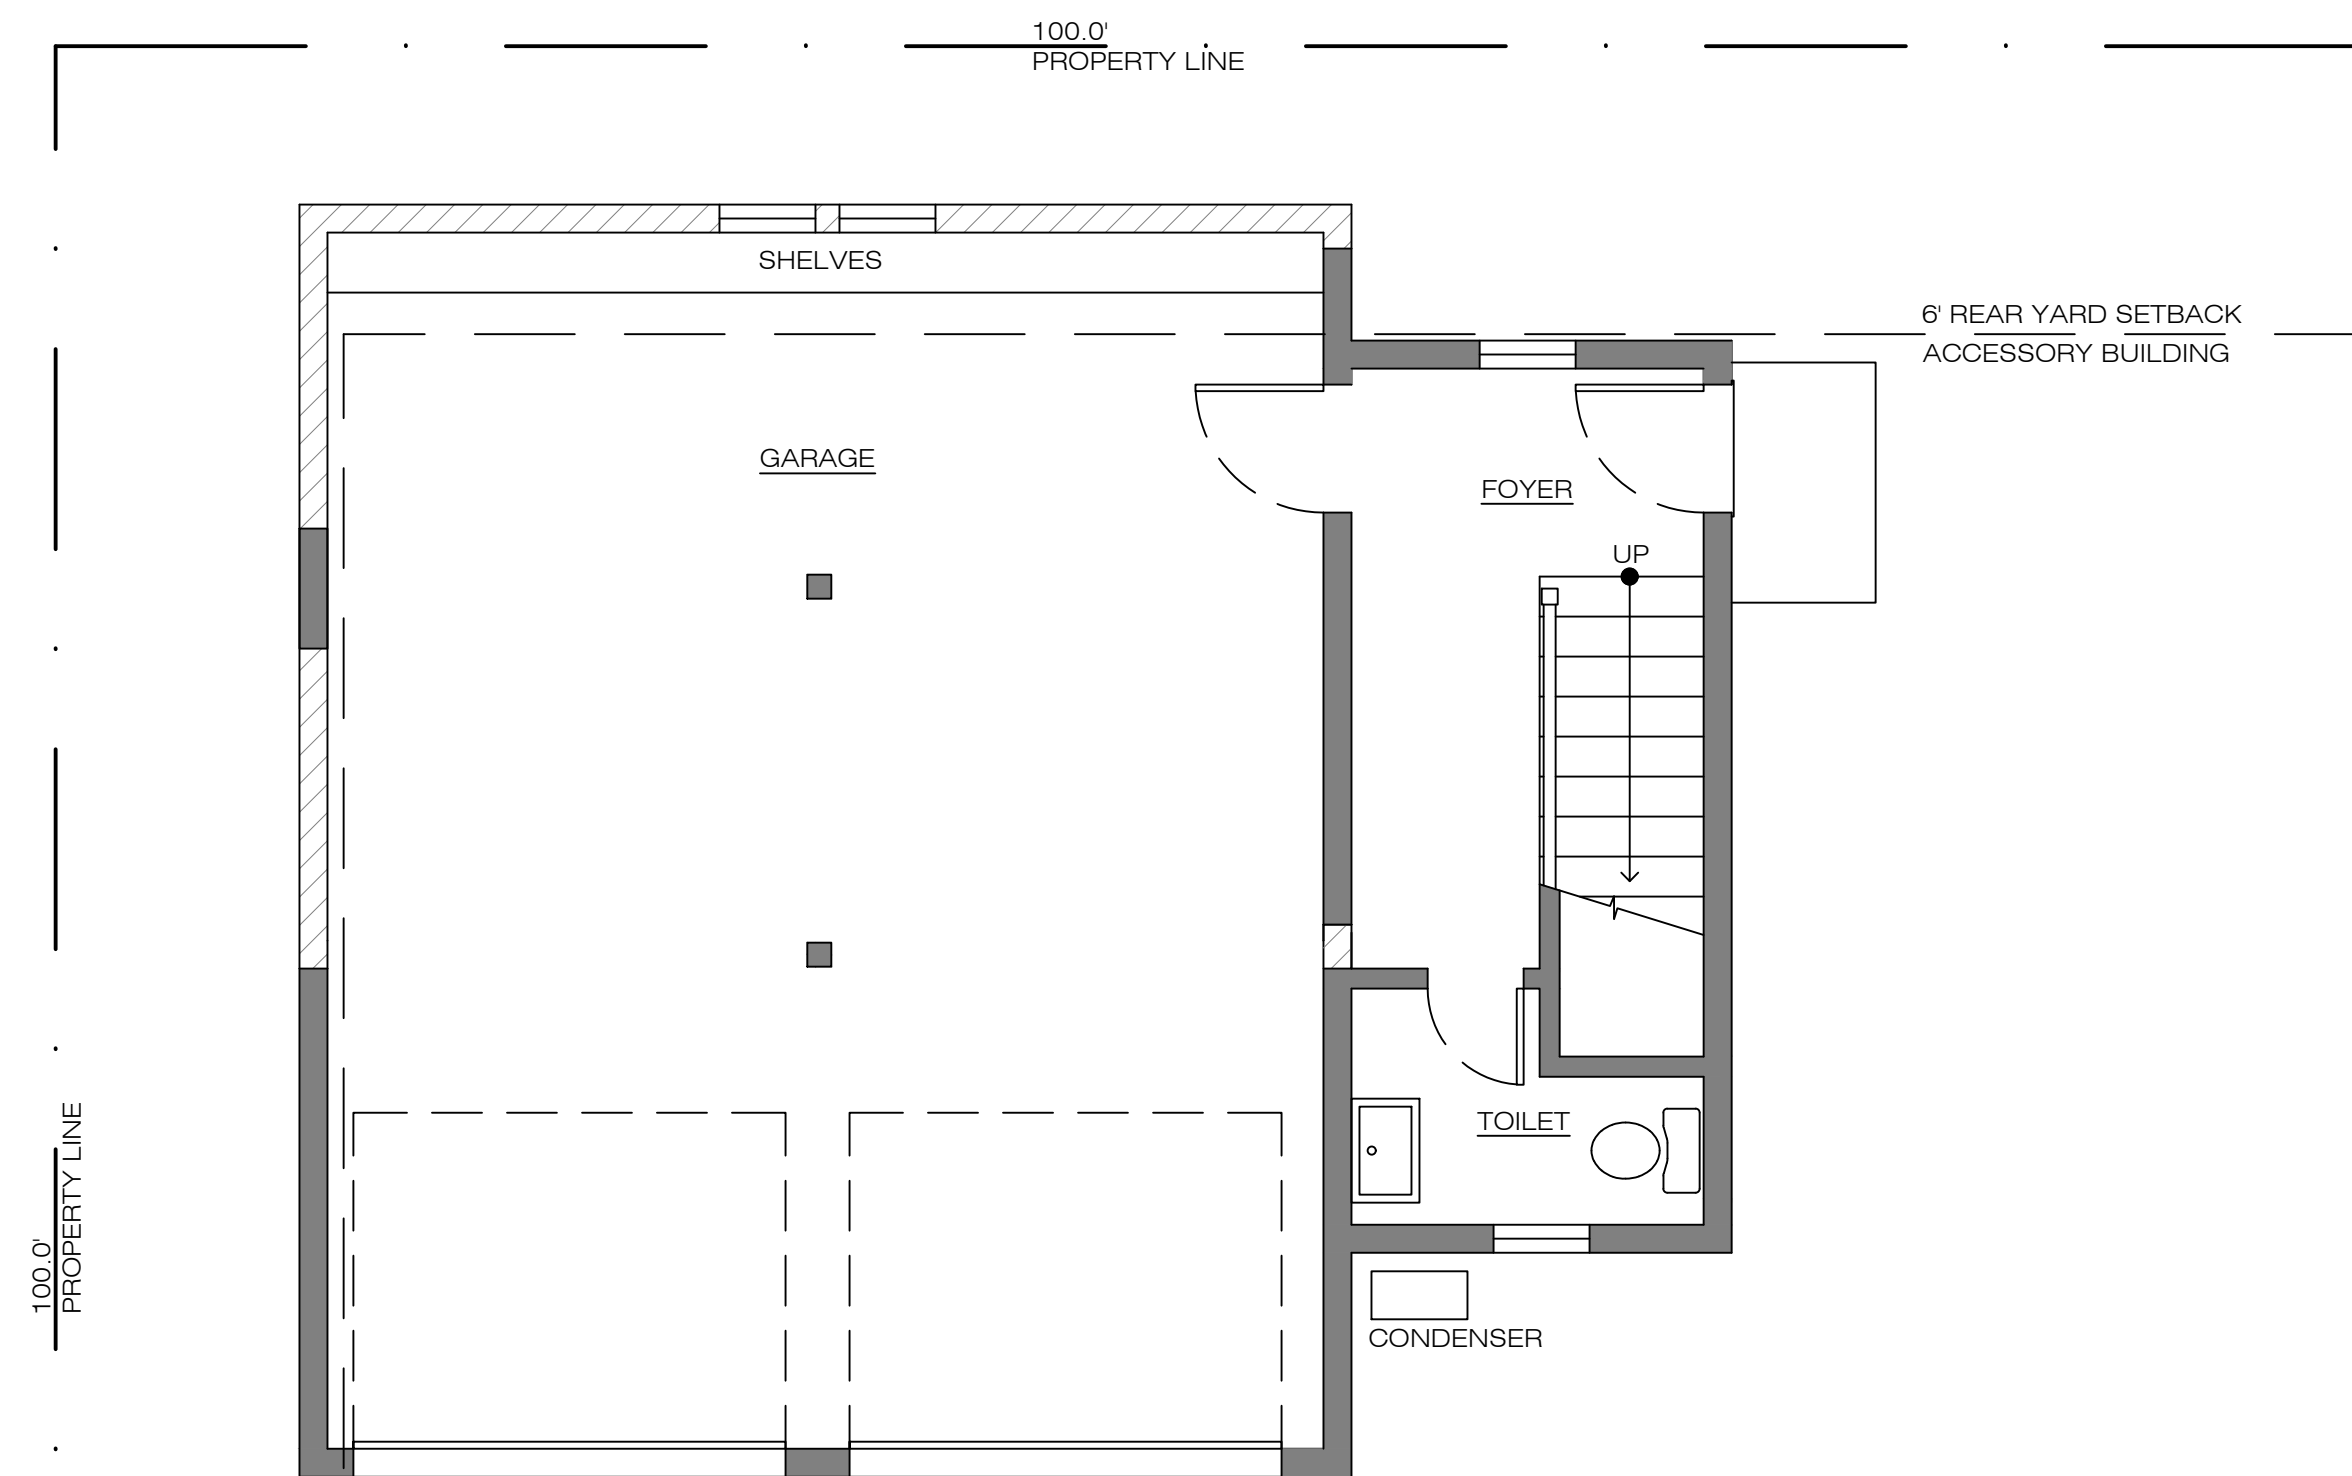 100.0'
PROPERTY LINE
SHELVES
6' REAR YARD SETBACK
ACCESSORY BUILDING
GARAGE
FOYER
UP
100.0'
PROPERTY LINE
TOILET
CONDENSER